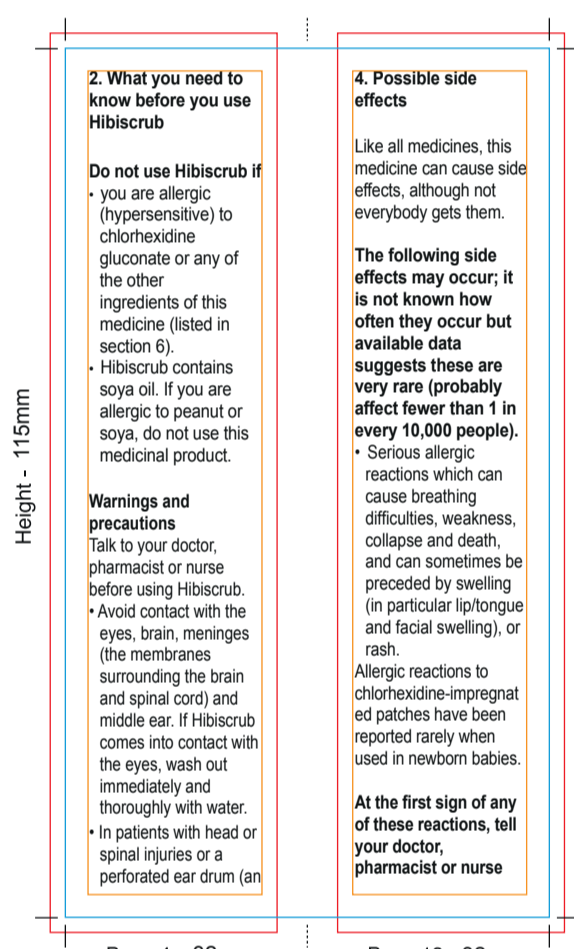 2. What you need to
know before you use
Hibiscrub
Do not use Hibiscrub if
• you are allergic
(hypersensitive) to
chlorhexidine
gluconate or any of
the other
ingredients of this
medicine (listed in
section 6).
• Hibiscrub contains
soya oil. If you are
allergic to peanut or
soya, do not use this
medicinal product.
Warnings and
precautions
Talk to your doctor,
pharmacist or nurse
before using Hibiscrub.
• Avoid contact with the
eyes, brain, meninges
(the membranes
surrounding the brain
and spinal cord) and
middle ear. If Hibiscrub
comes into contact with
the eyes, wash out
immediately and
thoroughly with water.
• In patients with head or
spinal injuries or a
perforated ear drum (an
4. Possible side
effects
Like all medicines, this
medicine can cause side
effects, although not
everybody gets them.
The following side
effects may occur; it
is not known how
often they occur but
available data
suggests these are
very rare (probably
affect fewer than 1 in
every 10,000 people).
• Serious allergic
reactions which can
cause breathing
difficulties, weakness,
collapse and death,
and can sometimes be
preceded by swelling
(in particular lip/tongue
and facial swelling), or
rash.
Allergic reactions to
chlorhexidine-impregnat
ed patches have been
reported rarely when
used in newborn babies.
At the first sign of any
of these reactions, tell
your doctor,
pharmacist or nurse
Height - 115mm